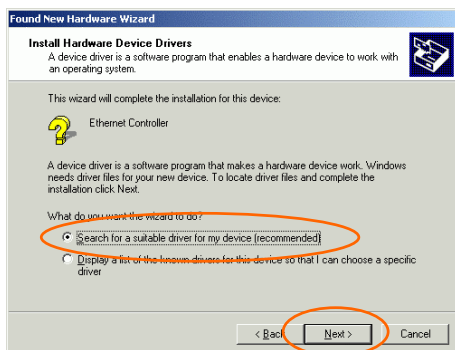 Found New Hardware Wizard
Install Hardware Device Drivers
A device driver is a software program that enables a hardware device to work with
an operating system.
This wizard will complete the installation for this device:
Ethernet Controller
A device driver is a software program that makes a hardware device work. Windows
needs driver files for your new device. To locate driver files and complete the
installation click Next.
What do you want the wizard to do?
Search for a suitable driver for my device (recommended)
Display a list of the known drivers for this device so that I can choose a specific
driver
< Back
Next >
Cancel